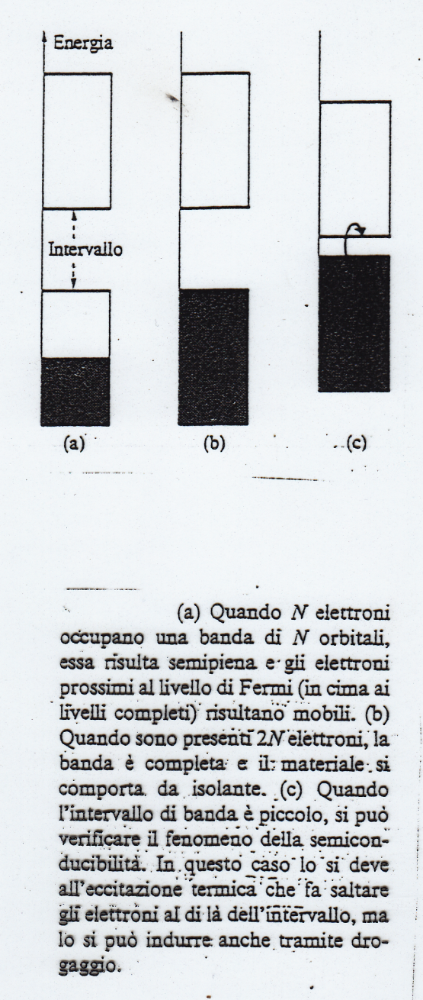 Energia
Intervallo
(a)
(b)
(c)
(a) Quando N elettroni
occupano una banda di N orbitali,
essa risulta semipiena e gli elettroni
prossimi al livello di Fermi (in cima ai
livelli completi) risultano mobili. (b)
Quando sono presenti 2N elettroni, la
banda è completa e il materiale si
comporta da isolante. (c) Quando
l'intervallo di banda è piccolo, si può
verificare il fenomeno della semicon-
ducibilità. In questo caso lo si deve
all'eccitazione termica che fa saltare
gli elettroni al di là dell'intervallo, ma
lo si può indurre anche tramite dro-
gaggio.